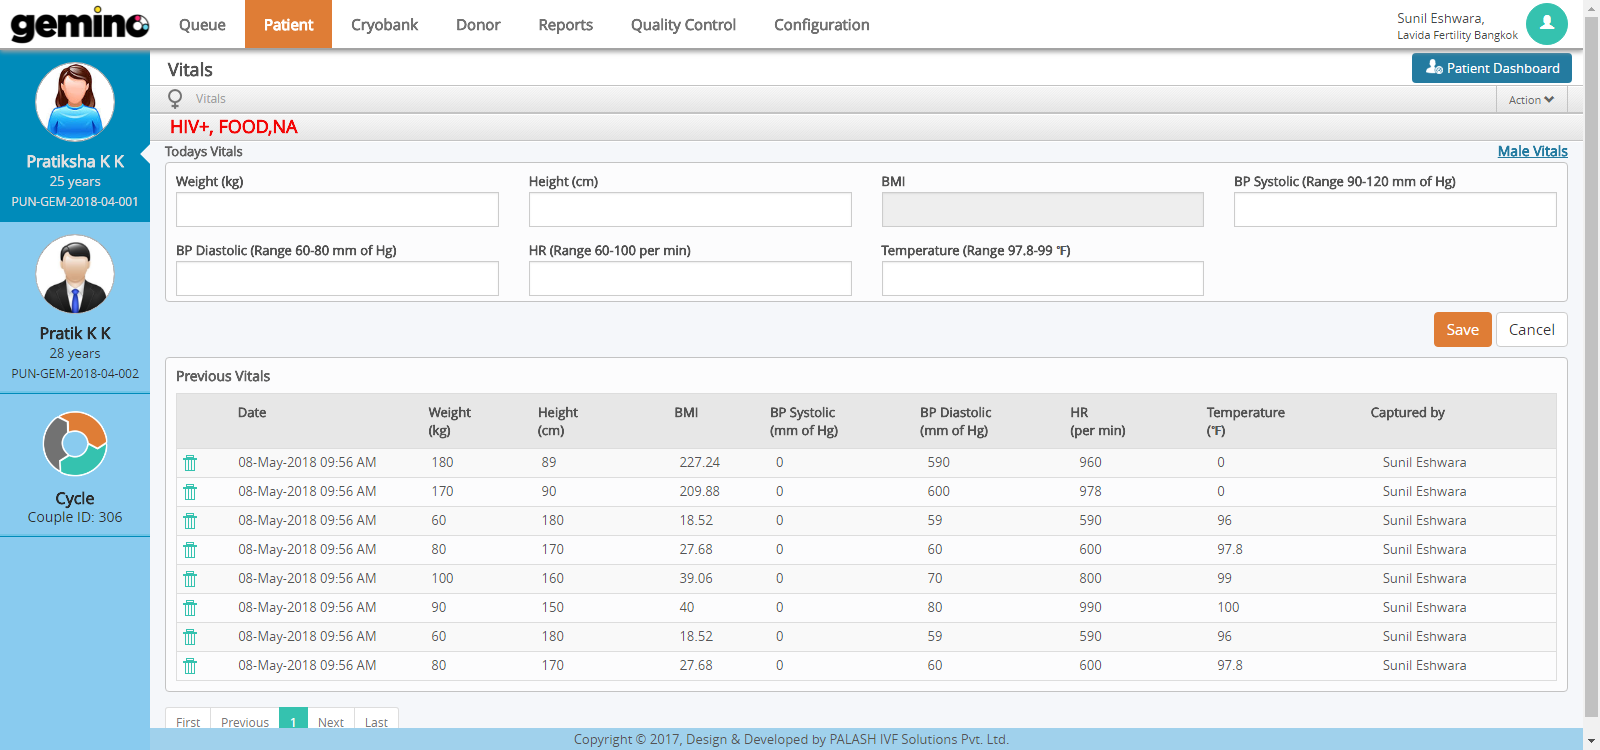 gemino Queue Patient Cryobank Donor Reports Quality Control Configuration
Sunil Eshwara,
Lavida Fertility Bangkok
Pratiksha K K
25 years
PUN-GEM-2018-04-001
Pratik K K
28 years
PUN-GEM-2018-04-002
Cycle
Couple ID: 306
Vitals
Patient Dashboard
Vitals
Action
HIV+, FOOD,NA
Todays Vitals
Male Vitals
Weight (kg) Height (cm) BMI BP Systolic (Range 90-120 mm of Hg)
BP Diastolic (Range 60-80 mm of Hg) HR (Range 60-100 per min) Temperature (Range 97.8-99 °F)
Save Cancel
Previous Vitals
Date Weight (kg) Height (cm) BMI BP Systolic (mm of Hg) BP Diastolic (mm of Hg) HR (per min) Temperature (°F) Captured by
08-May-2018 09:56 AM 180 89 227.24 0 590 960 0 Sunil Eshwara
08-May-2018 09:56 AM 170 90 209.88 0 600 978 0 Sunil Eshwara
08-May-2018 09:56 AM 60 180 18.52 0 59 590 96 Sunil Eshwara
08-May-2018 09:56 AM 80 170 27.68 0 60 600 97.8 Sunil Eshwara
08-May-2018 09:56 AM 100 160 39.06 0 70 800 99 Sunil Eshwara
08-May-2018 09:56 AM 90 150 40 0 80 990 100 Sunil Eshwara
08-May-2018 09:56 AM 60 180 18.52 0 59 590 96 Sunil Eshwara
08-May-2018 09:56 AM 80 170 27.68 0 60 600 97.8 Sunil Eshwara
First Previous 1 Next Last
Copyright © 2017, Design & Developed by PALASH IVF Solutions Pvt. Ltd.